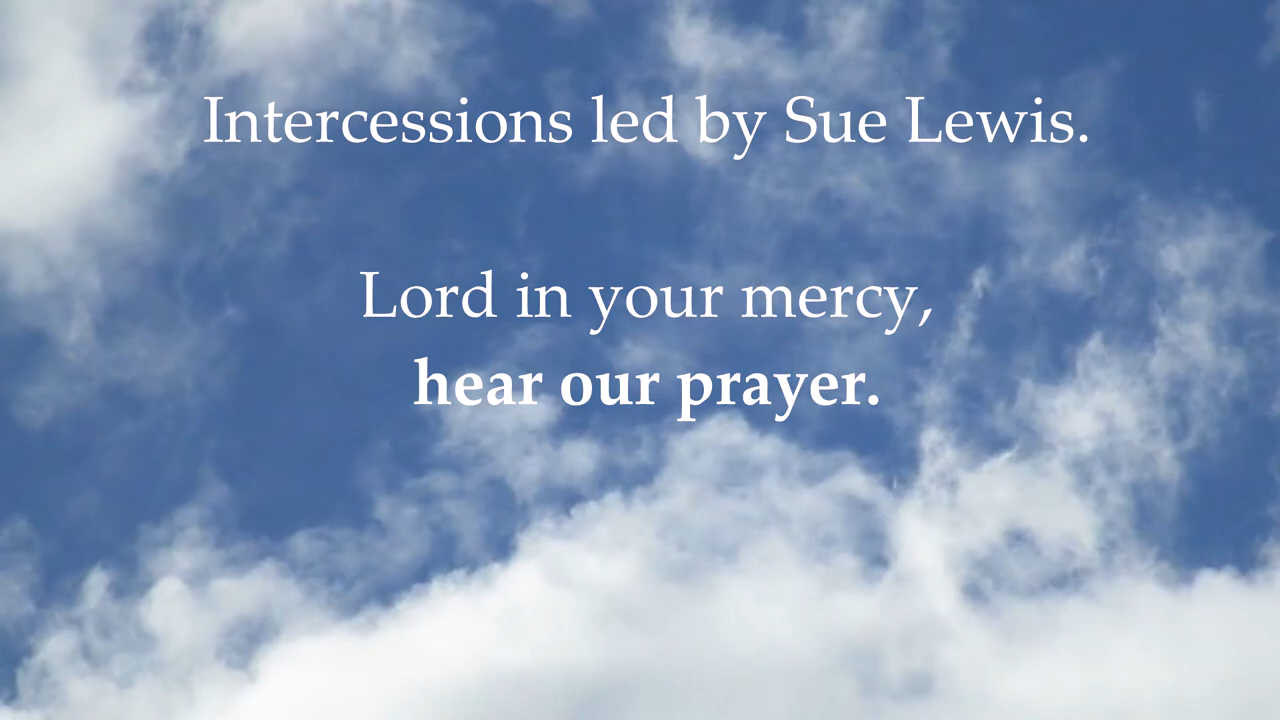 Intercessions led by Sue Lewis.
Lord in your mercy,
hear our prayer.